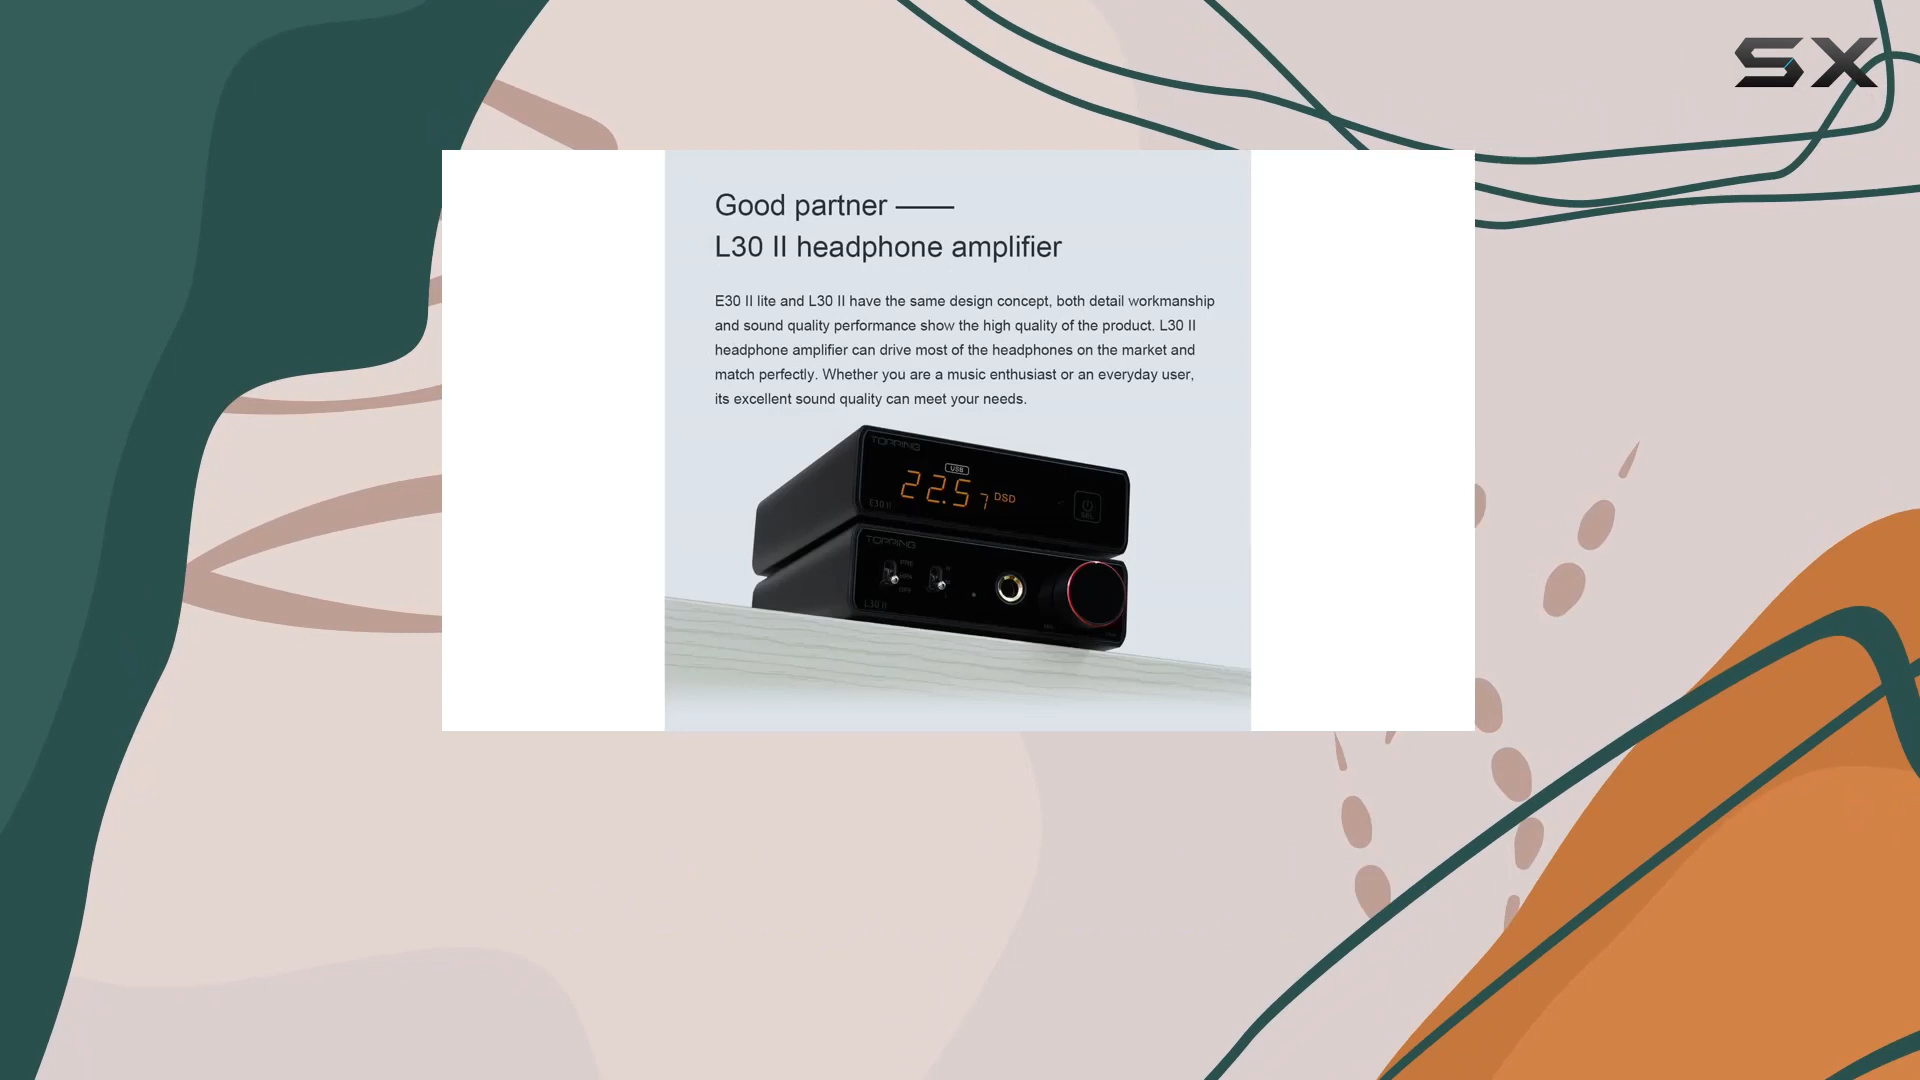 SX
Good partner ——
L30 II headphone amplifier
E30 II lite and L30 II have the same design concept, both detail workmanship
and sound quality performance show the high quality of the product. L30 II
headphone amplifier can drive most of the headphones on the market and
match perfectly. Whether you are a music enthusiast or an everyday user,
its excellent sound quality can meet your needs.
TOPPING
USB
22.57 DSD
E30 II
TOPPING
L30 II